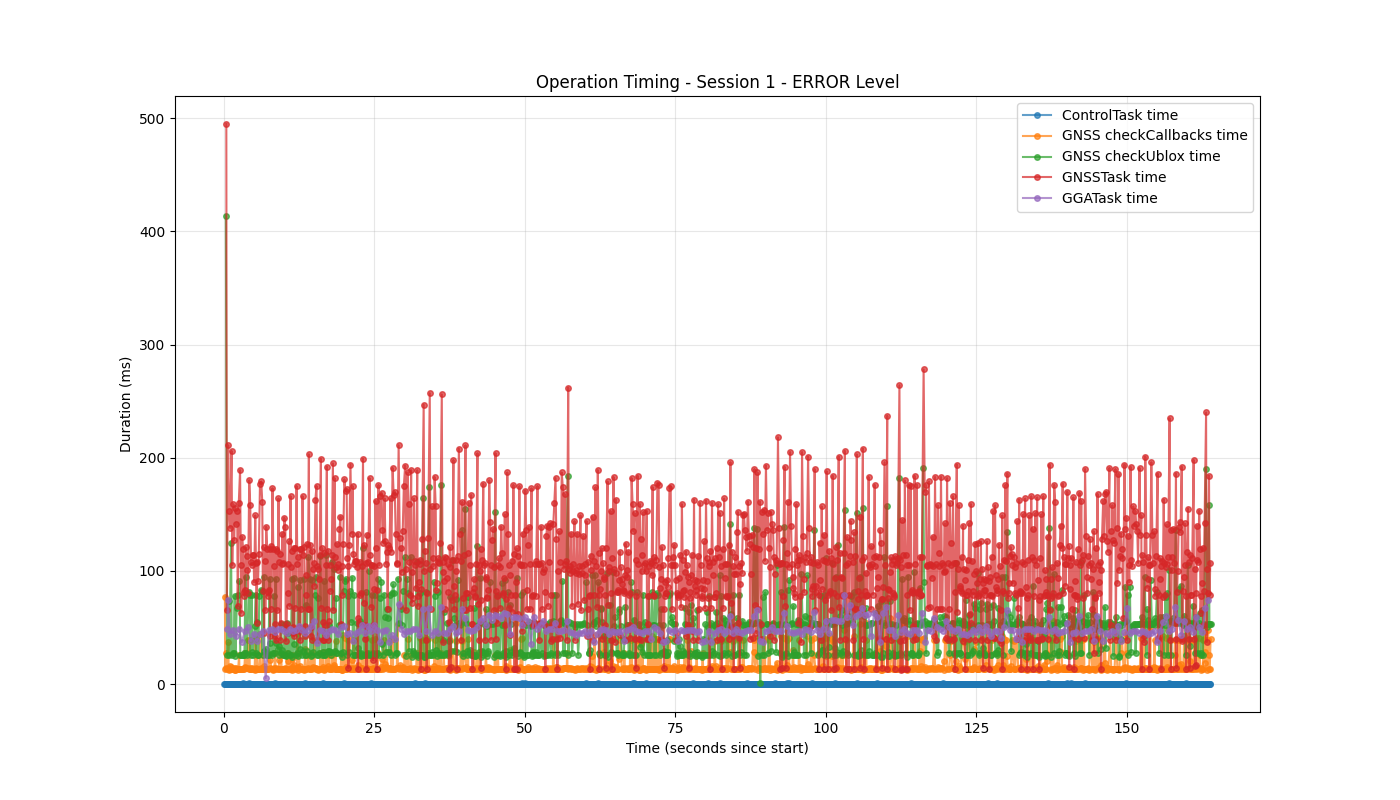 Operation Timing - Session 1 - ERROR Level
ControlTask time
GNSS checkCallbacks time
GNSS checkUblox time
GNSSTask time
GGATask time
500
400
300
200
100
0
Duration (ms)
0 25 50 75 100 125 150
Time (seconds since start)